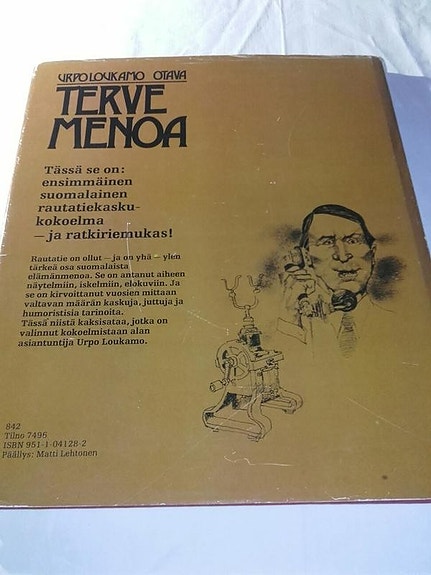 URPO LOUKAMO OTAVA
TERVE
MENOA
Tässä se on:
ensimmäinen
suomalainen
rautatiekasku-
kokoelma
— ja ratkiriemukas!
Rautatie on ollut — ja on yhä — ylen
tärkeä osa suomalaista
elämänmenoa. Se on antanut aiheen
näytelmiin, iskelmiin, elokuviin. Ja
se on kirvoittanut vuosien mittaan
valtavan määrän kaskuja, juttuja ja
humoristisia tarinoita.
Tässä niistä kaksisataa, jotka on
valinnut kokoelmistaan alan
asiantuntija Urpo Loukamo.
842
Tilno 7495
ISBN 951-1-04128-2
Päällys: Matti Lehtonen